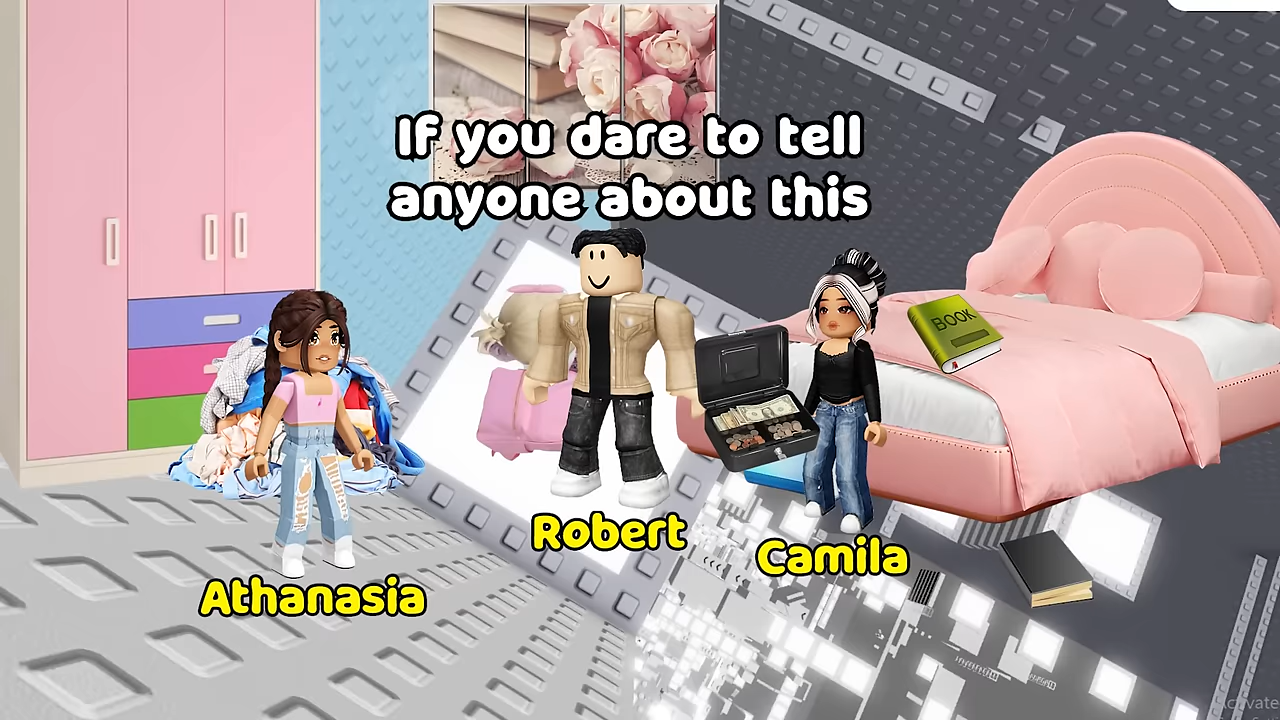 If you dare to tell
anyone about this
BOOK
Robert
Camila
Athanasia